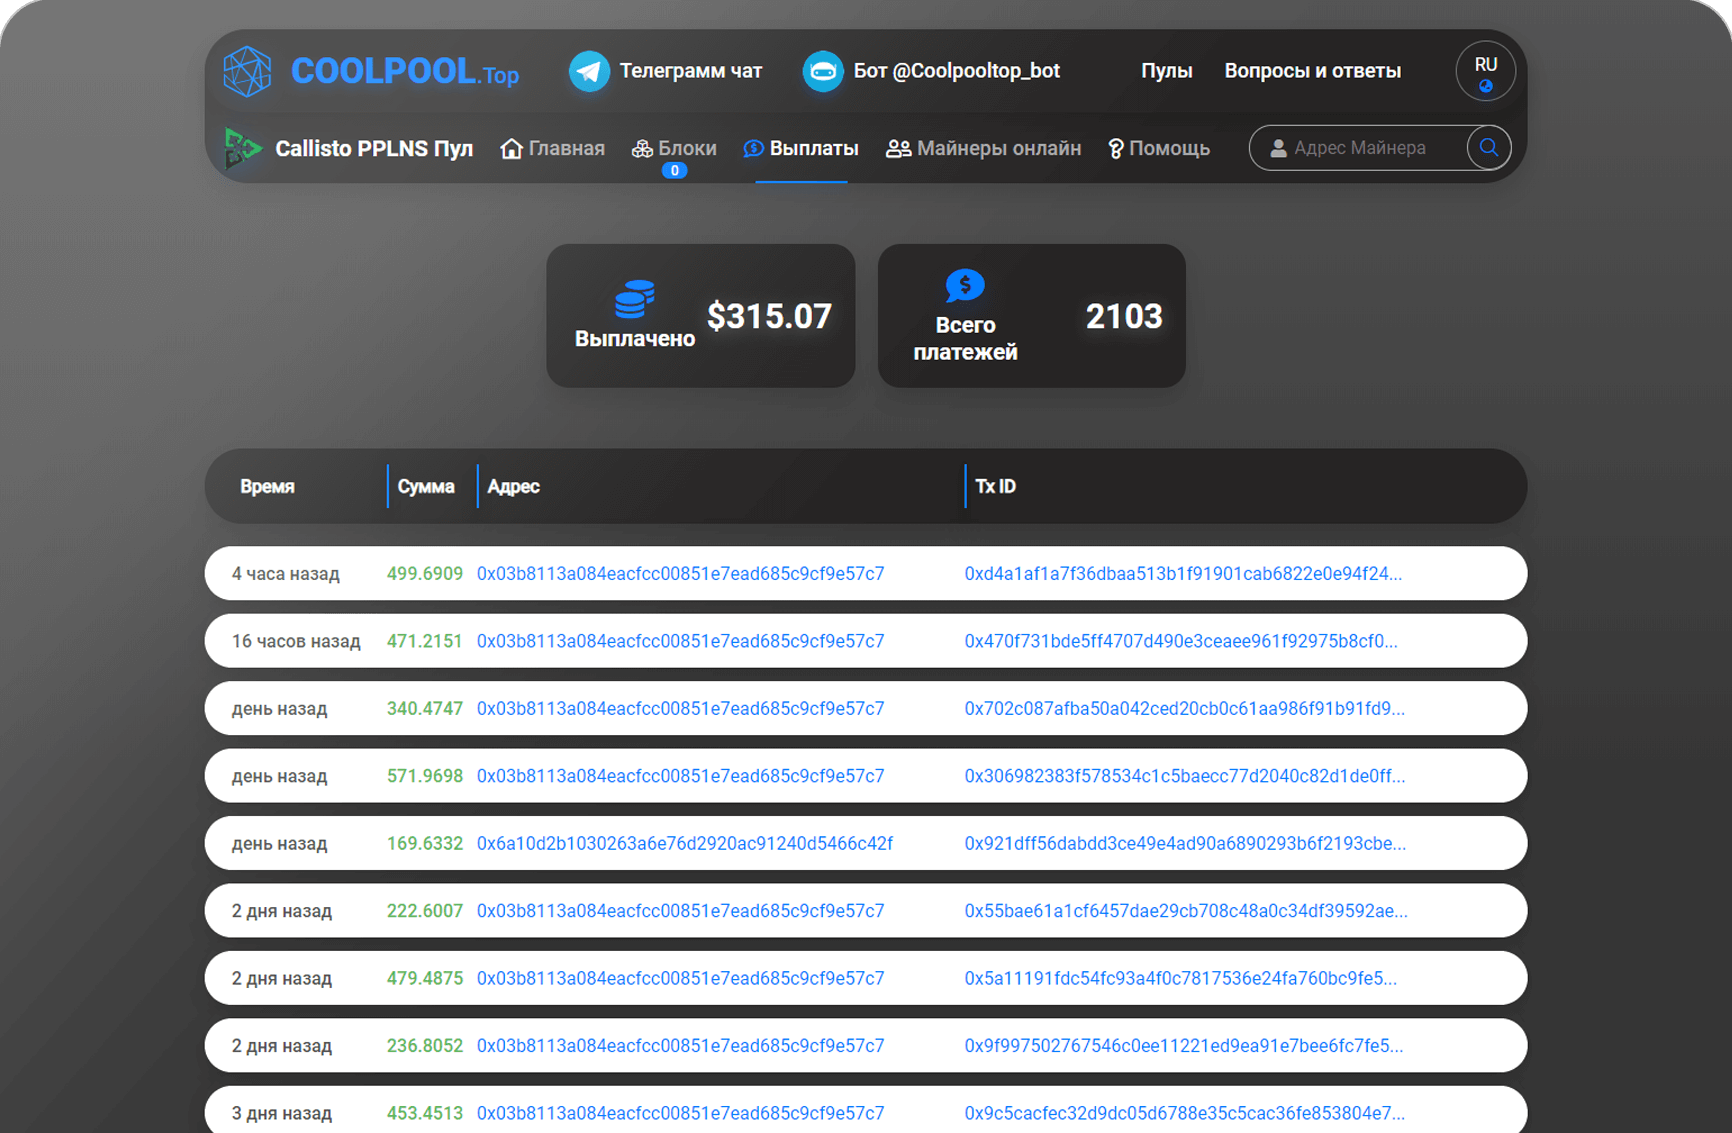 COOLPOOL.Top Телеграмм чат Бот @Coolpooltop_bot Пулы Вопросы и ответы RU
Callisto PPLNS Пул Главная Блоки Выплаты Майнеры онлайн Помощь Адрес Майнера
0
Выплачено $315.07
Всего
платежей 2103
Время Сумма Адрес Tx ID
4 часа назад 499.6909 0x03b8113a084eacfcc00851e7ead685c9cf9e57c7 0xd4a1af1a7f36dbaa513b1f91901cab6822e0e94f24...
16 часов назад 471.2151 0x03b8113a084eacfcc00851e7ead685c9cf9e57c7 0x470f731bde5ff4707d490e3ceaee961f92975b8cf0...
день назад 340.4747 0x03b8113a084eacfcc00851e7ead685c9cf9e57c7 0x702c087afba50a042ced20cb0c61aa986f91b91fd9...
день назад 571.9698 0x03b8113a084eacfcc00851e7ead685c9cf9e57c7 0x306982383f578534c1c5baecc77d2040c82d1de0ff...
день назад 169.6332 0x6a10d2b1030263a6e76d2920ac91240d5466c42f 0x921dff56dabdd3ce49e4ad90a6890293b6f2193cbe...
2 дня назад 222.6007 0x03b8113a084eacfcc00851e7ead685c9cf9e57c7 0x55bae61a1cf6457dae29cb708c48a0c34df39592ae...
2 дня назад 479.4875 0x03b8113a084eacfcc00851e7ead685c9cf9e57c7 0x5a11191fdc54fc93a4f0c7817536e24fa760bc9fe5...
2 дня назад 236.8052 0x03b8113a084eacfcc00851e7ead685c9cf9e57c7 0x9f997502767546c0ee11221ed9ea91e7bee6fc7fe5...
3 дня назад 453.4513 0x03b8113a084eacfcc00851e7ead685c9cf9e57c7 0x9c5cacfec32d9dc05d6788e35c5cac36fe853804e7...